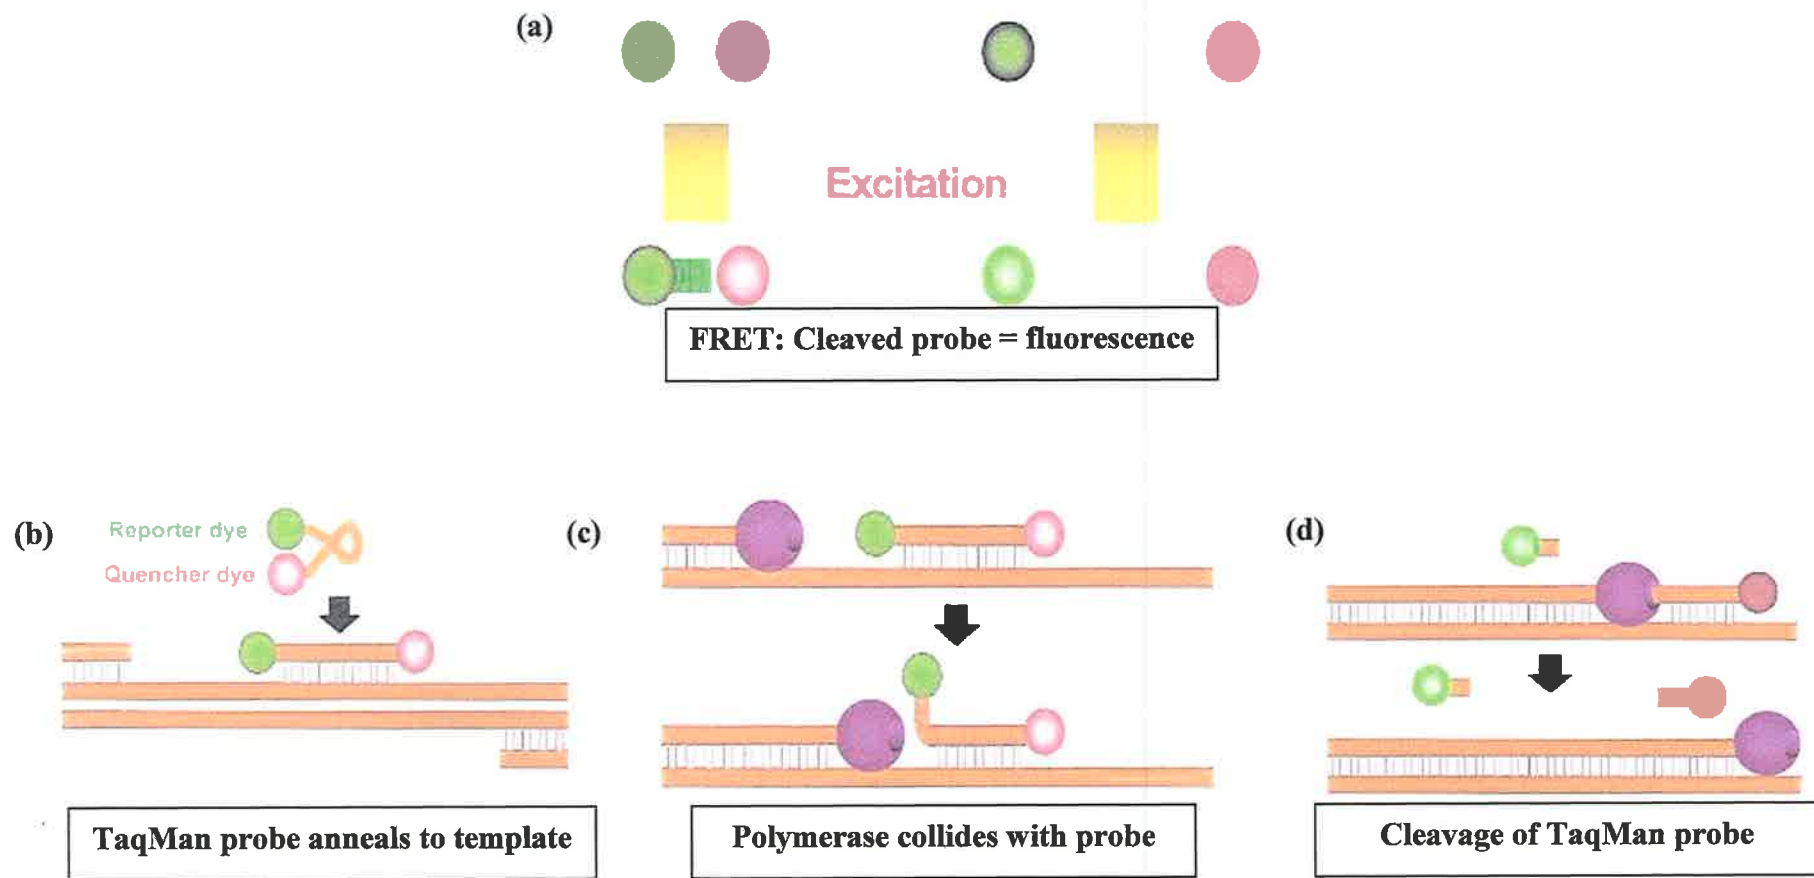 (a)
Excitation
FRET: Cleaved probe = fluorescence
(b)
Reporter dye
Quencher dye
TaqMan probe anneals to template
(c)
Polymerase collides with probe
(d)
Cleavage of TaqMan probe